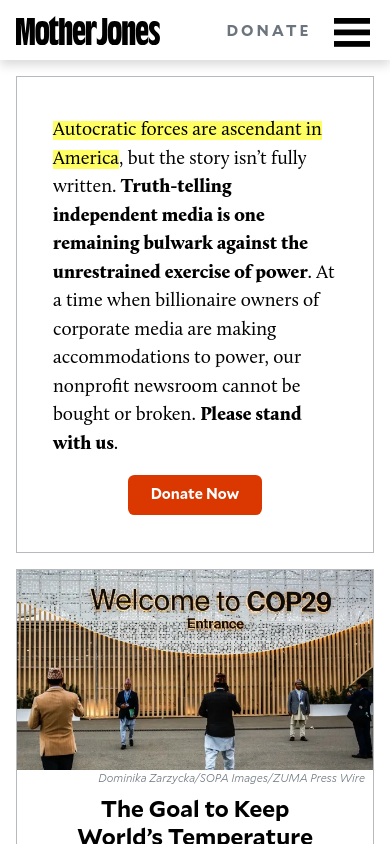 Mother Jones
DONATE
Autocratic forces are ascendant in
America, but the story isn’t fully
written. Truth-telling
independent media is one
remaining bulwark against the
unrestrained exercise of power. At
a time when billionaire owners of
corporate media are making
accommodations to power, our
nonprofit newsroom cannot be
bought or broken. Please stand
with us.
Donate Now
Welcome to COP29
Entrance
Dominika Zarzycka/SOPA Images/ZUMA Press Wire
The Goal to Keep
World’s Temperature